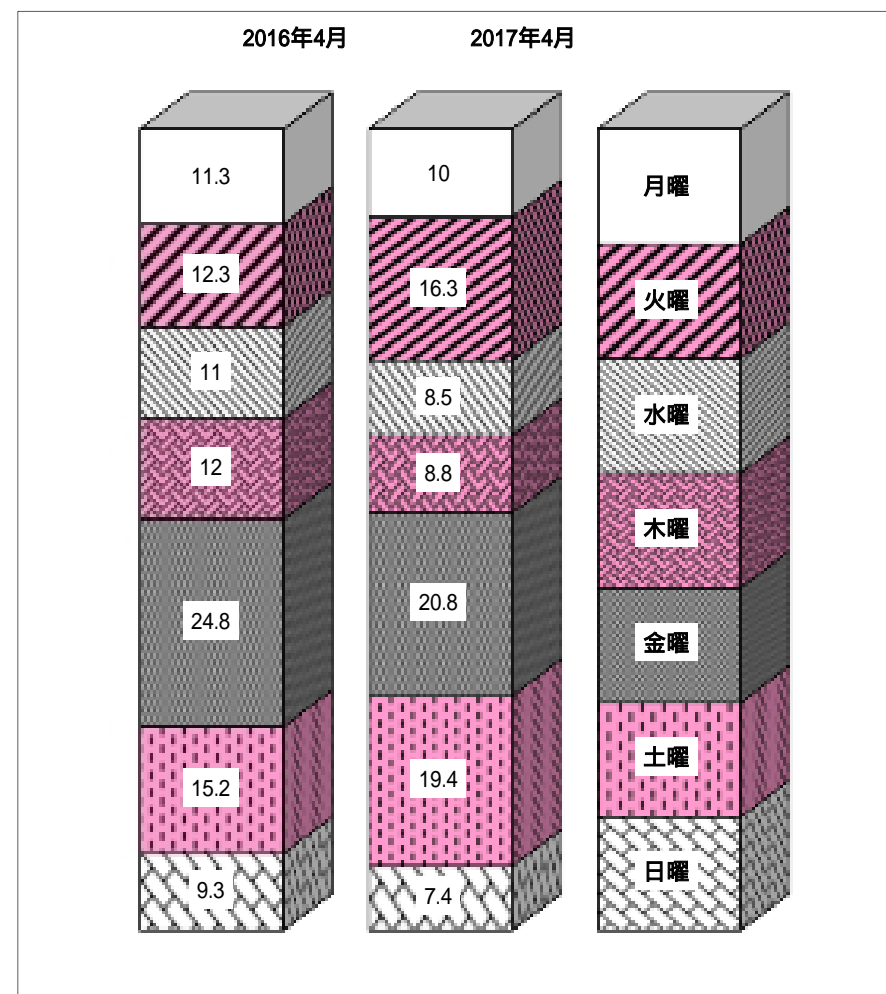 2016年4月 2017年4月
11.3 10 月曜
12.3 16.3 火曜
11 8.5 水曜
12 8.8 木曜
24.8 20.8 金曜
15.2 19.4 土曜
9.3 7.4 日曜